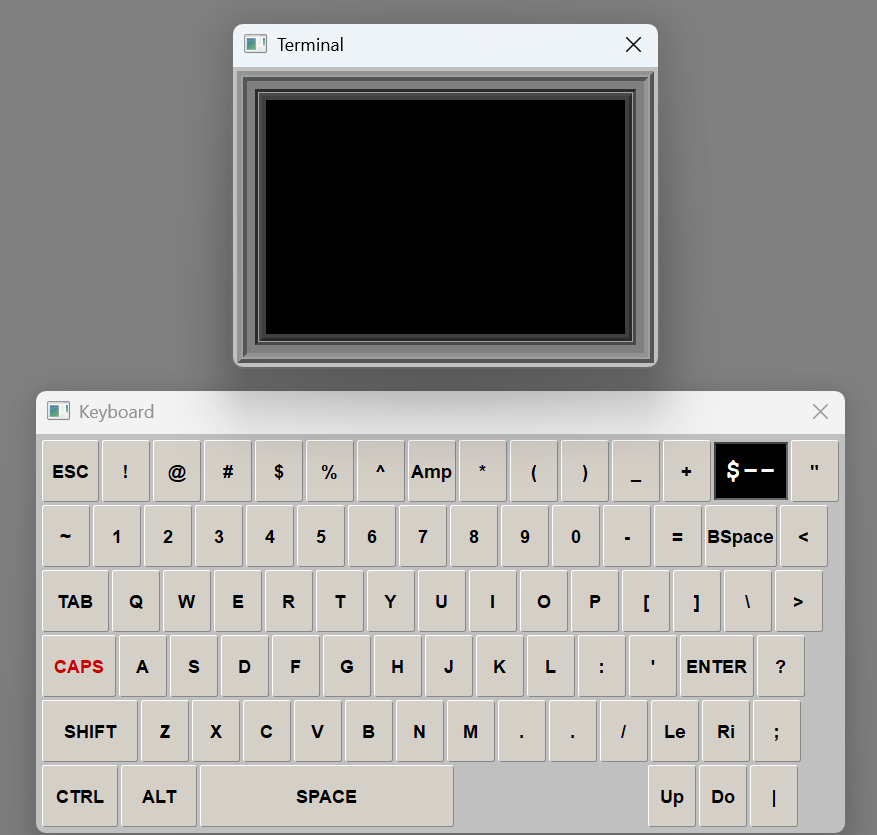 Terminal
Keyboard
ESC ! @ # $ % ^ Amp * ( ) _ + $-- "
~ 1 2 3 4 5 6 7 8 9 0 - = BSpace <
TAB Q W E R T Y U I O P [ ] \ >
CAPS A S D F G H J K L : ' ENTER ?
SHIFT Z X C V B N M . . / Le Ri ;
CTRL ALT SPACE Up Do |